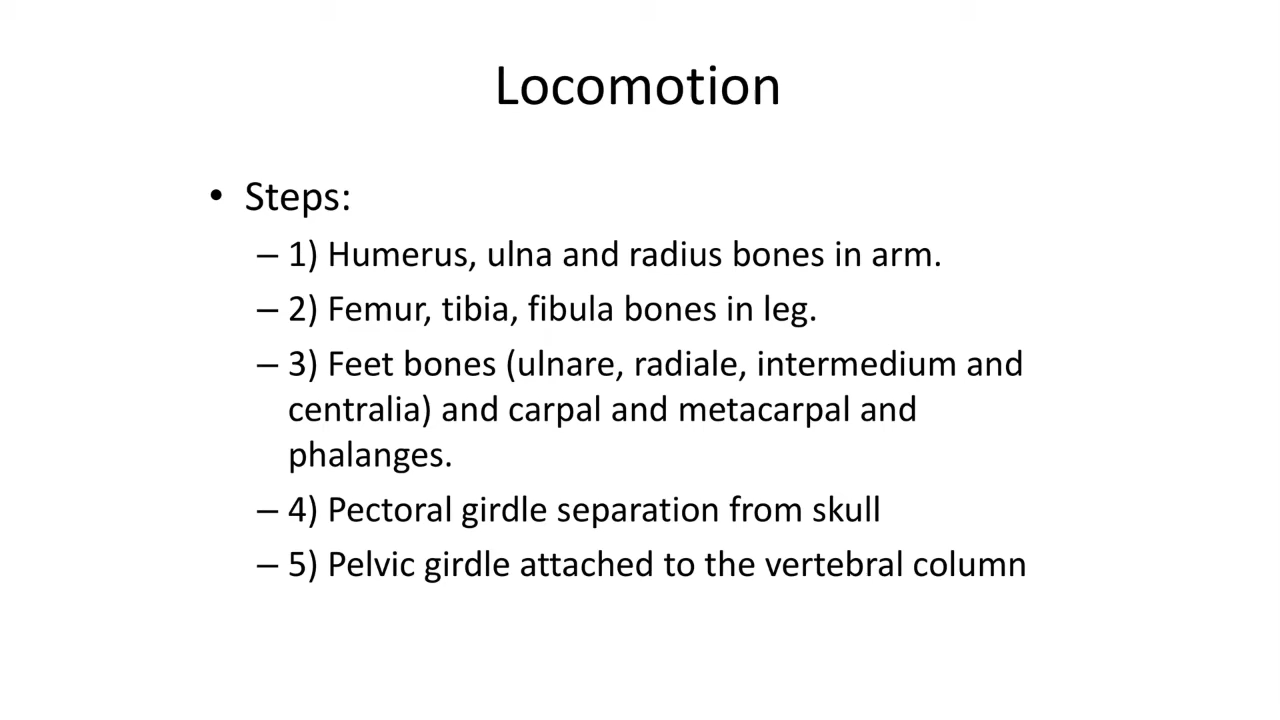 Locomotion
• Steps:
– 1) Humerus, ulna and radius bones in arm.
– 2) Femur, tibia, fibula bones in leg.
– 3) Feet bones (ulnare, radiale, intermedium and
centralia) and carpal and metacarpal and
phalanges.
– 4) Pectoral girdle separation from skull
– 5) Pelvic girdle attached to the vertebral column